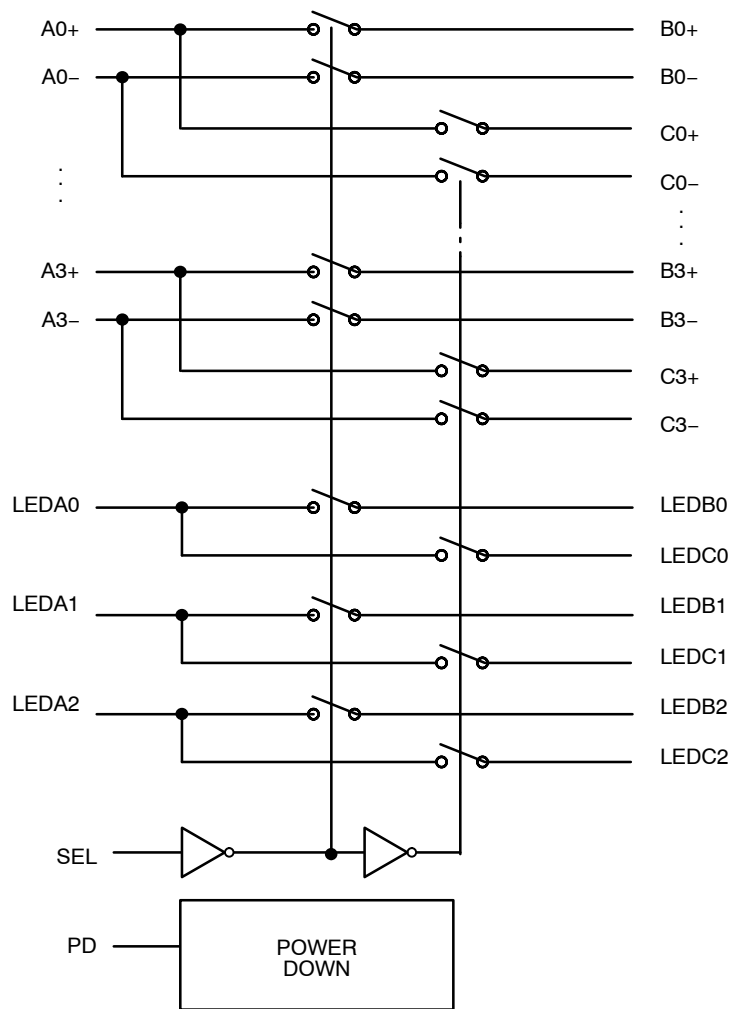 A0+ B0+
A0− B0−
C0+
C0−
A3+ B3+
A3− B3−
C3+
C3−
LEDA0 LEDB0
LEDC0
LEDA1 LEDB1
LEDC1
LEDA2 LEDB2
LEDC2
SEL
PD
POWER
DOWN